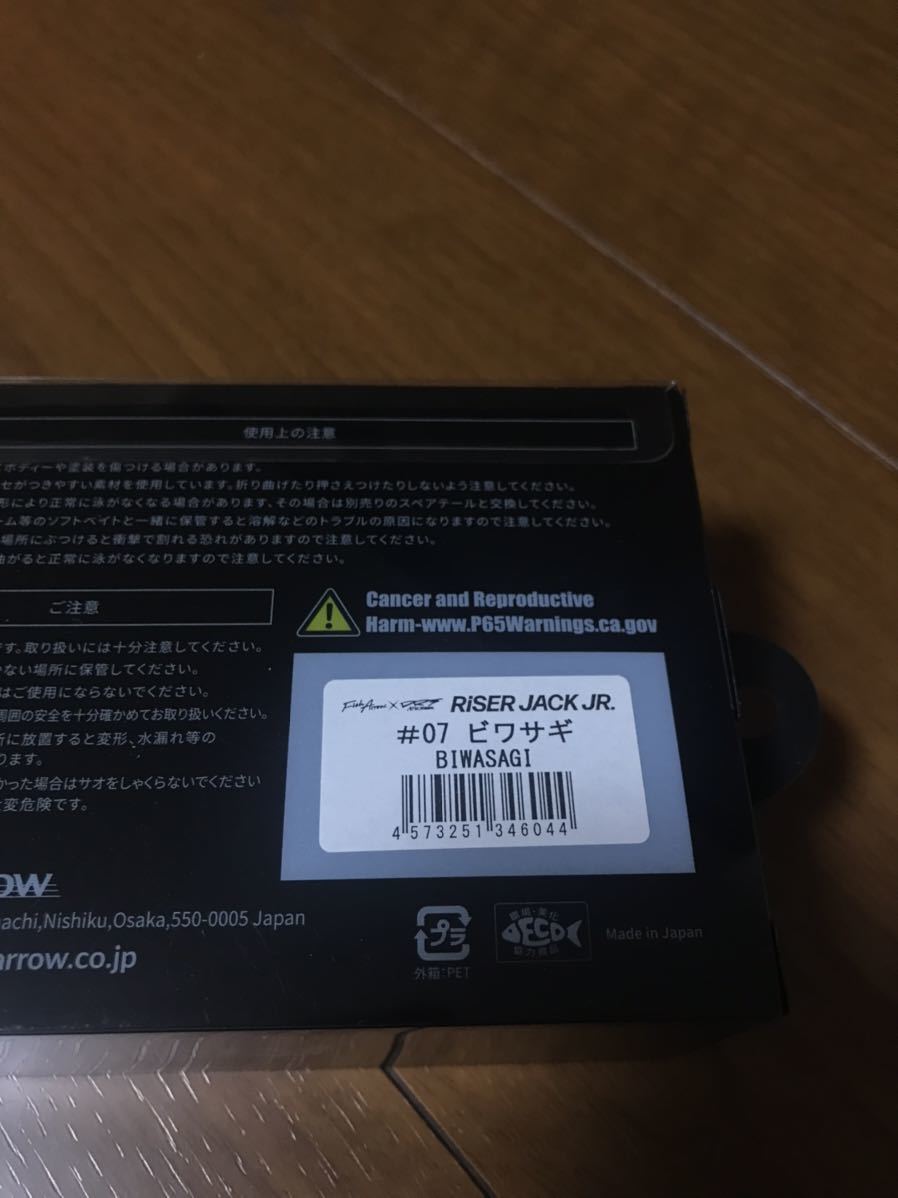 使用上の注意
ボディーや塗装を傷つける場合があります。
セがつきやすい素材を使用しています。折り曲げたり押さえつけたりしないよう注意してください。
形により正常に泳がなくなる場合があります、その場合は別売りのスペアテールと交換してください。
ーム等のソフトベイトと一緒に保管すると溶解などのトラブルの原因になりますので注意してください。
場所にぶつけると衝撃で割れる恐れがありますので注意してください。
曲がると正常に泳がなくなりますので注意してください。
ご注意
です。取り扱いには十分注意してください。
ない場所に保管してください。
はご使用にならないでください。
周囲の安全を十分確かめてお取り扱いください。
所に放置すると変形、水漏れ等の
ります。
かった場合はサオをしゃくらないでください
変危険です。
Cancer and Reproductive
Harm-www.P65Warnings.ca.gov
Fish Arrow × DRT RiSER JACK JR.
#07 ビワサギ
BIWASAGI
4 573251 346044
ow
achi,Nishiku,Osaka,550-0005 Japan
arrow.co.jp
プラ
外箱:PET
環境・美化
ECO
協力商品
Made in Japan